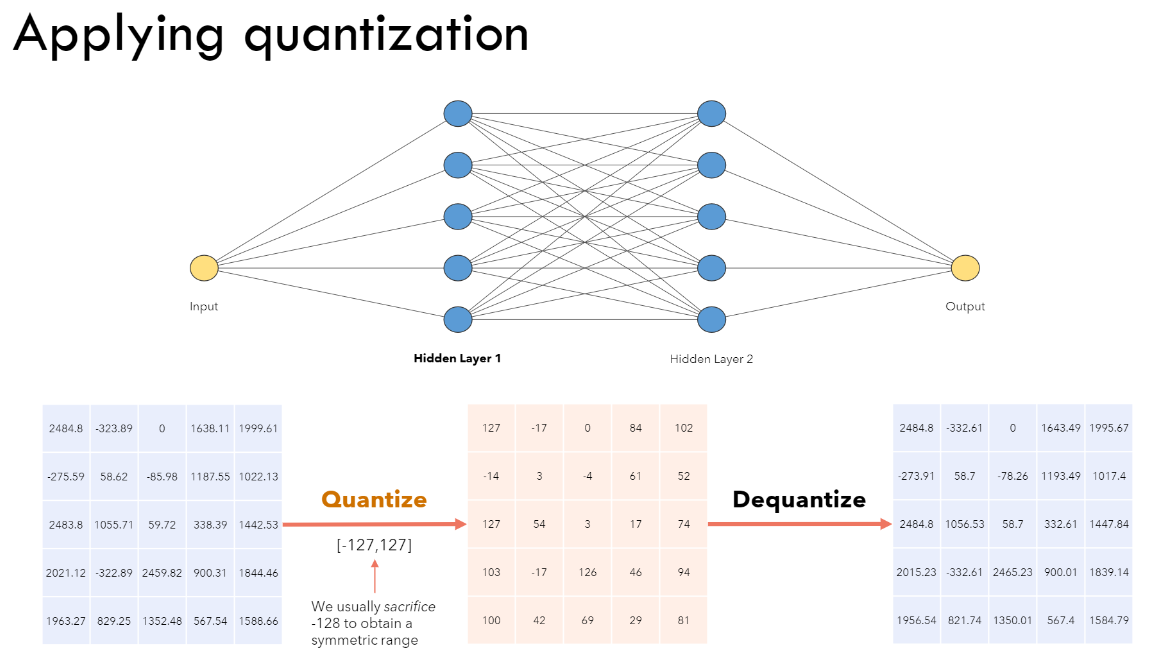 Applying quantization
Input
Output
Hidden Layer 1
Hidden Layer 2
2484.8 -323.89 0 1638.11 1999.61
-275.59 58.62 -85.98 1187.55 1022.13
2483.8 1055.71 59.72 338.39 1442.53
2021.12 -322.89 2459.82 900.31 1844.46
1963.27 829.25 1352.48 567.54 1588.66
Quantize
[-127,127]
We usually sacrifice
-128 to obtain a
symmetric range
127 -17 0 84 102
-14 3 -4 61 52
127 54 3 17 74
103 -17 126 46 94
100 42 69 29 81
Dequantize
2484.8 -332.61 0 1643.49 1995.67
-273.91 58.7 -78.26 1193.49 1017.4
2484.8 1056.53 58.7 332.61 1447.84
2015.23 -332.61 2465.23 900.01 1839.14
1956.54 821.74 1350.01 567.4 1584.79